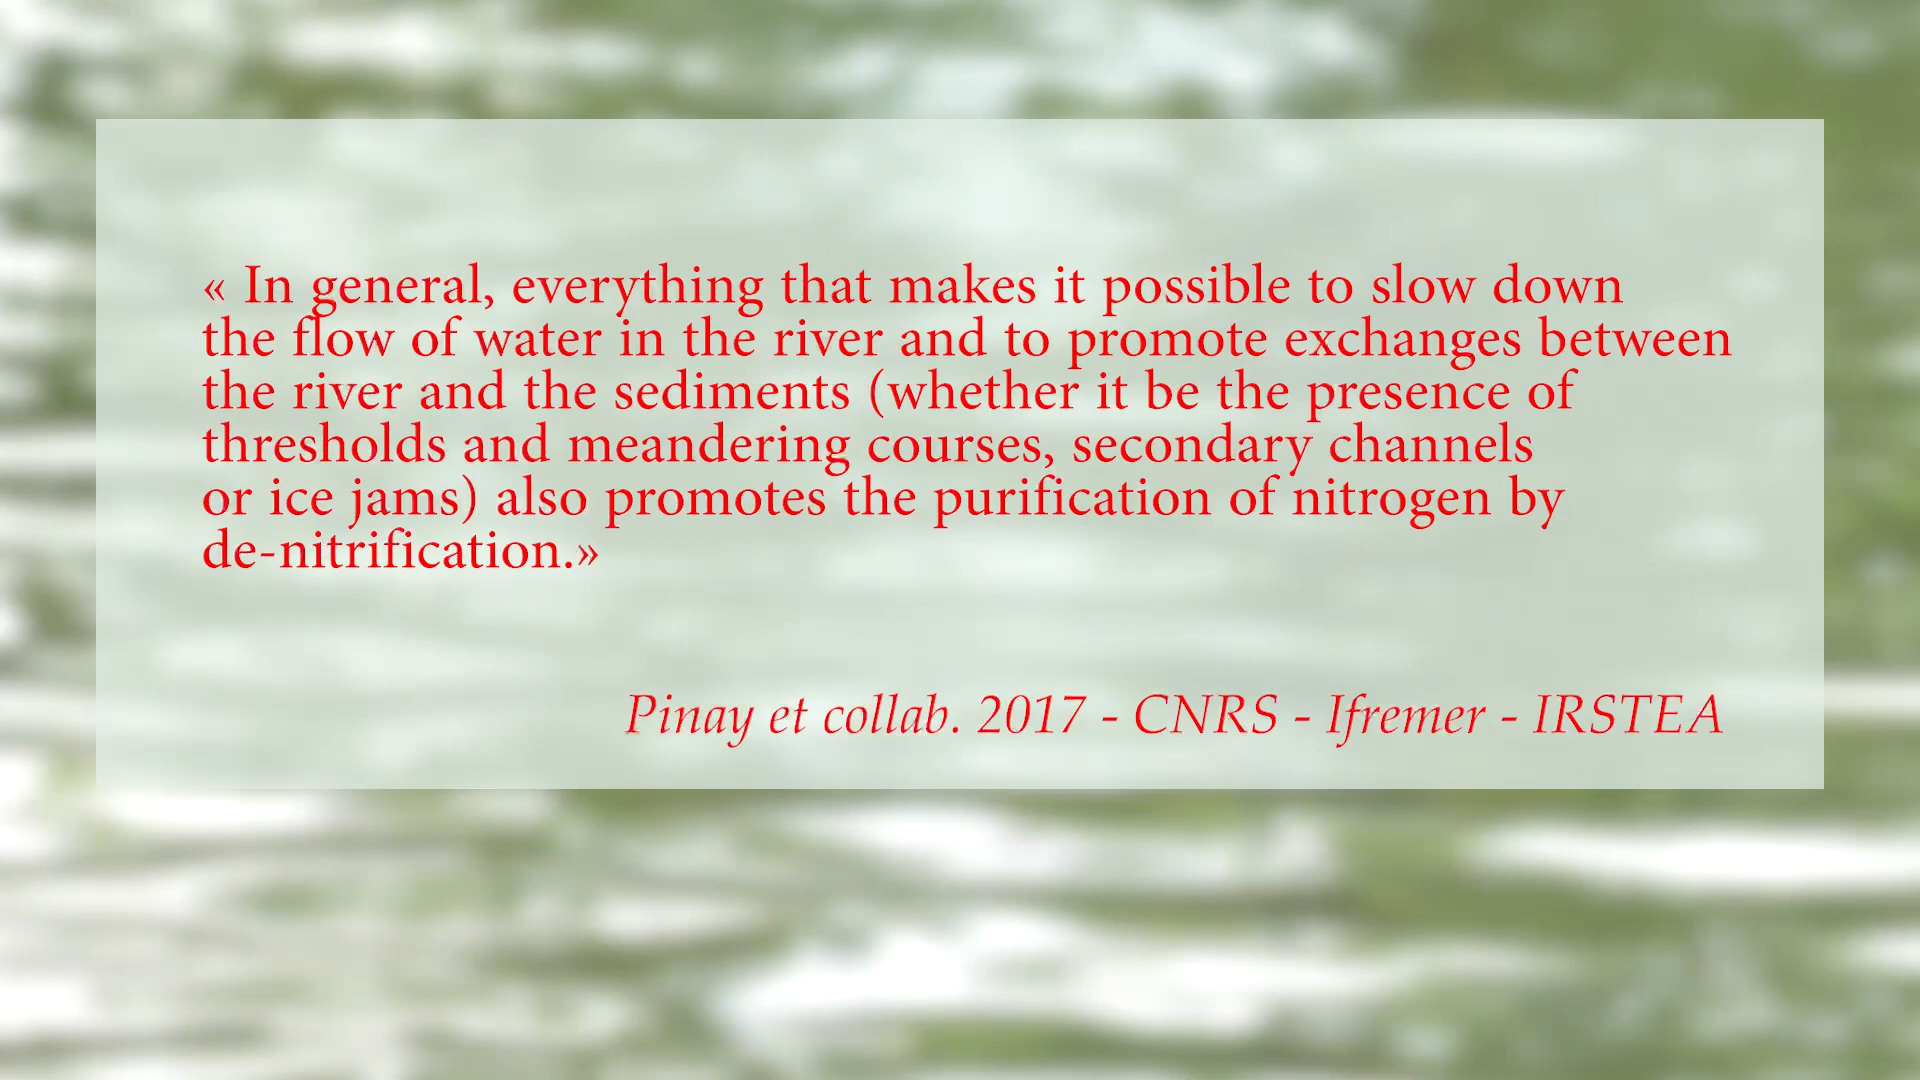 « In general, everything that makes it possible to slow down
the flow of water in the river and to promote exchanges between
the river and the sediments (whether it be the presence of
thresholds and meandering courses, secondary channels
or ice jams) also promotes the purification of nitrogen by
de-nitrification.»
Pinay et collab. 2017 - CNRS - Ifremer - IRSTEA